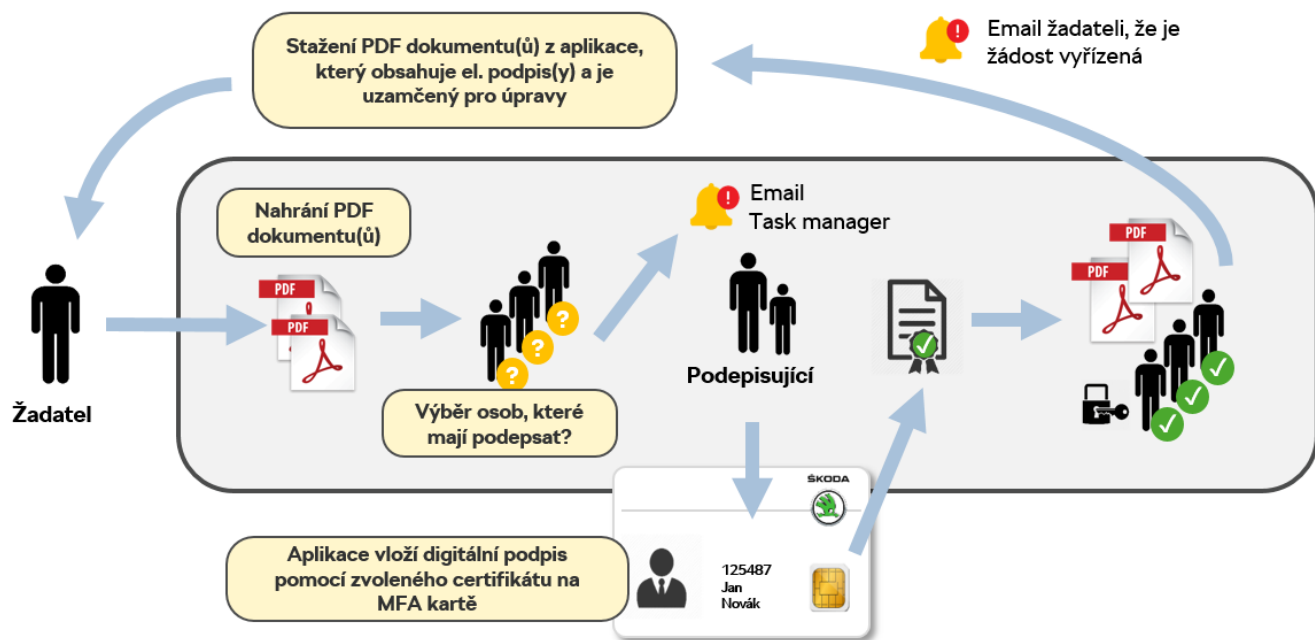 Stažení PDF dokumentu(ů) z aplikace,
který obsahuje el. podpis(y) a je
uzamčený pro úpravy
Email žadateli, že je
žádost vyřízená
Nahrání PDF
dokumentu(ů)
Email
Task manager
PDF
PDF
PDF
PDF
?
?
?
Žadatel
Výběr osob, které
mají podepsat?
Podepisující
ŠKODA
Aplikace vloží digitální podpis
pomocí zvoleného certifikátu na
MFA kartě
125487
Jan
Novák